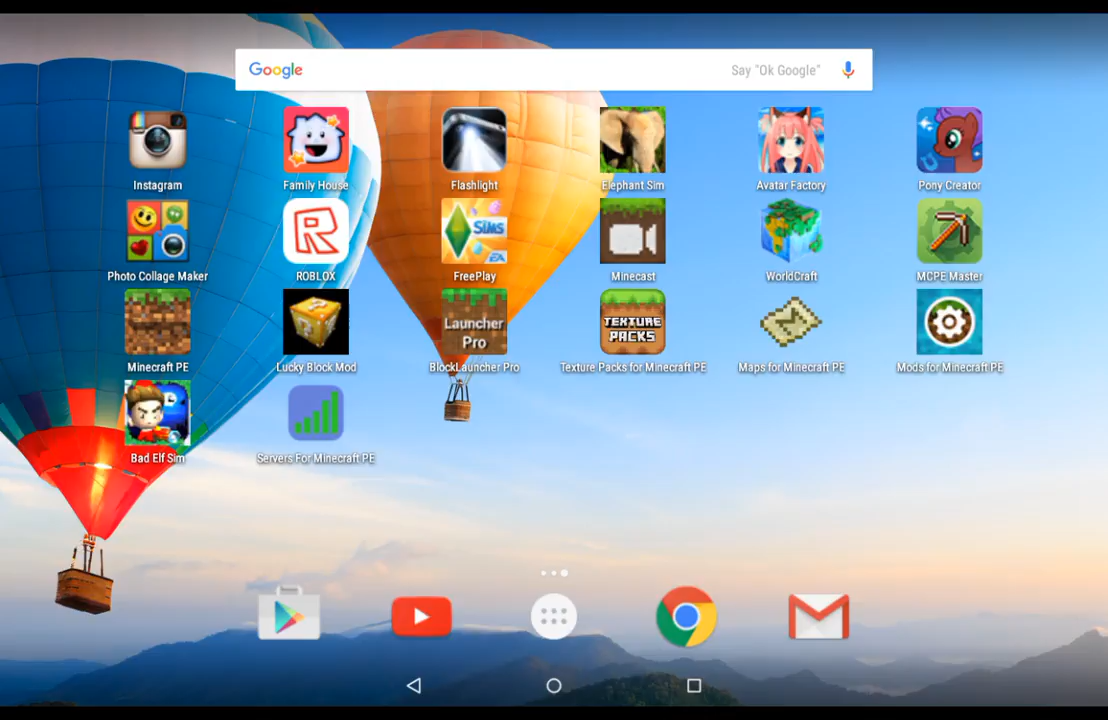 Google Say "Ok Google"
Instagram
Family House
Flashlight
Elephant Sim
Avatar Factory
Pony Creator
SIMS
EA
Photo Collage Maker
ROBLOX
FreePlay
Minecast
WorldCraft
MCPE Master
Launcher
Pro
TEXTURE
PACKS
Minecraft PE
Lucky Block Mod
BlockLauncher Pro
Texture Packs for Minecraft PE
Maps for Minecraft PE
Mods for Minecraft PE
Bad Elf Sim
Servers For Minecraft PE